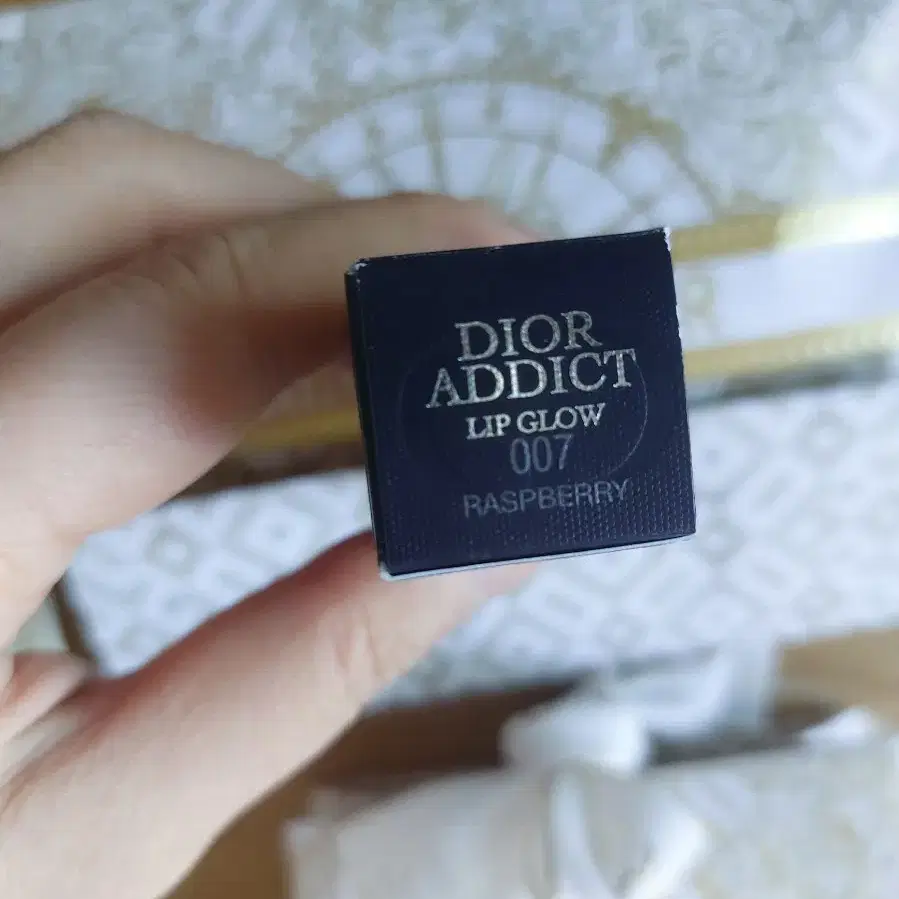 DIOR
ADDICT
LIP GLOW
007
RASPBERRY